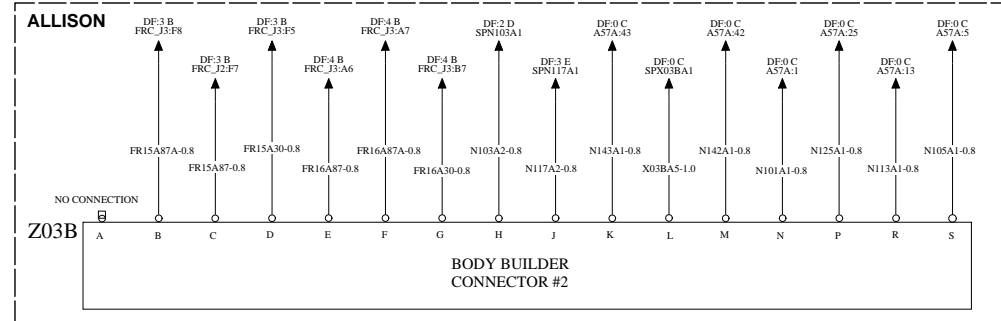 ALLISON
DF:3 B
FRC_J3:F8
DF:3 B
FRC_J3:F5
DF:4 B
FRC_J3:A7
DF:2 D
SPN103A1
DF:0 C
A57A:43
DF:0 C
A57A:42
DF:0 C
A57A:25
DF:0 C
A57A:5
DF:3 B
FRC_J2:F7
DF:4 B
FRC_J3:A6
DF:4 B
FRC_J3:B7
DF:3 E
SPN117A1
DF:0 C
SPX03BA1
DF:0 C
A57A:1
DF:0 C
A57A:13
FR15A87A-0.8
FR15A30-0.8
FR16A87A-0.8
N103A2-0.8
N143A1-0.8
N142A1-0.8
N125A1-0.8
N105A1-0.8
FR15A87-0.8
FR16A87-0.8
FR16A30-0.8
N117A2-0.8
X03BA5-1.0
N101A1-0.8
N113A1-0.8
NO CONNECTION
Z03B
A B C D E F G H J K L M N P R S
BODY BUILDER
CONNECTOR #2